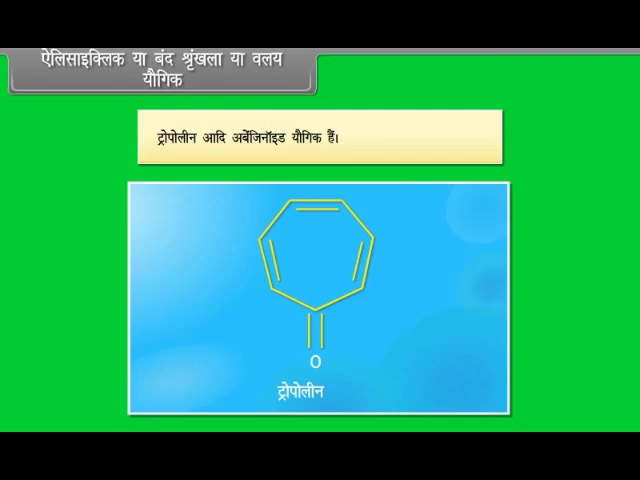 ऐलिसाइक्लिक या बंद श्रृंखला या वलय
यौगिक
ट्रोपोलीन आदि अबेंजिनॉइड यौगिक हैं।
O
ट्रोपोलीन